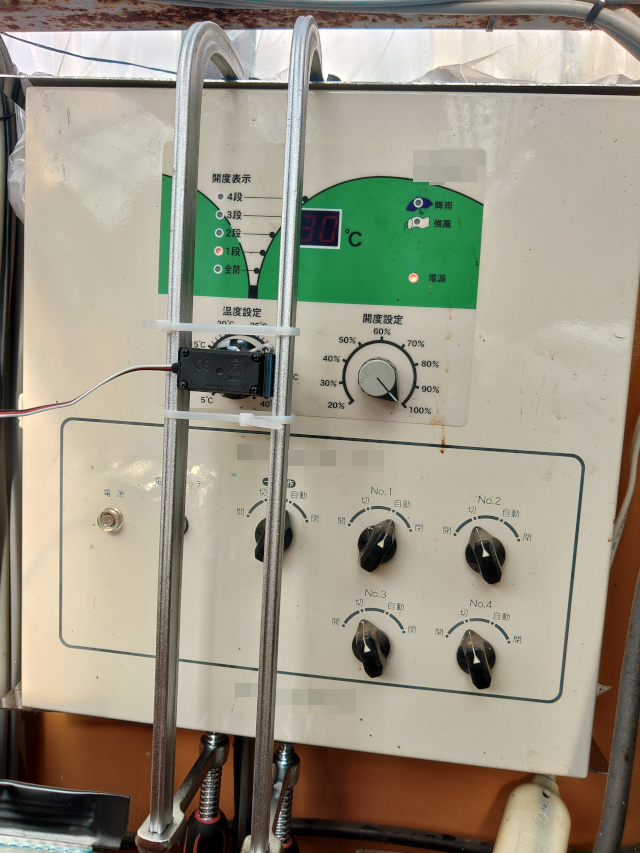 開度表示
4段
3段
2段
1段
全閉
30
℃
降雨
強風
電源
温度設定
20℃
25℃
15℃
5℃
40
C
CE
開度設定
20%
30%
40%
50%
60%
70%
80%
90%
100%
電源
ッチ
切
自動
開
閉
No.1
切
自動
開
閉
No.2
切
自動
開
閉
No.3
切
自動
開
閉
No.4
切
自動
開
閉